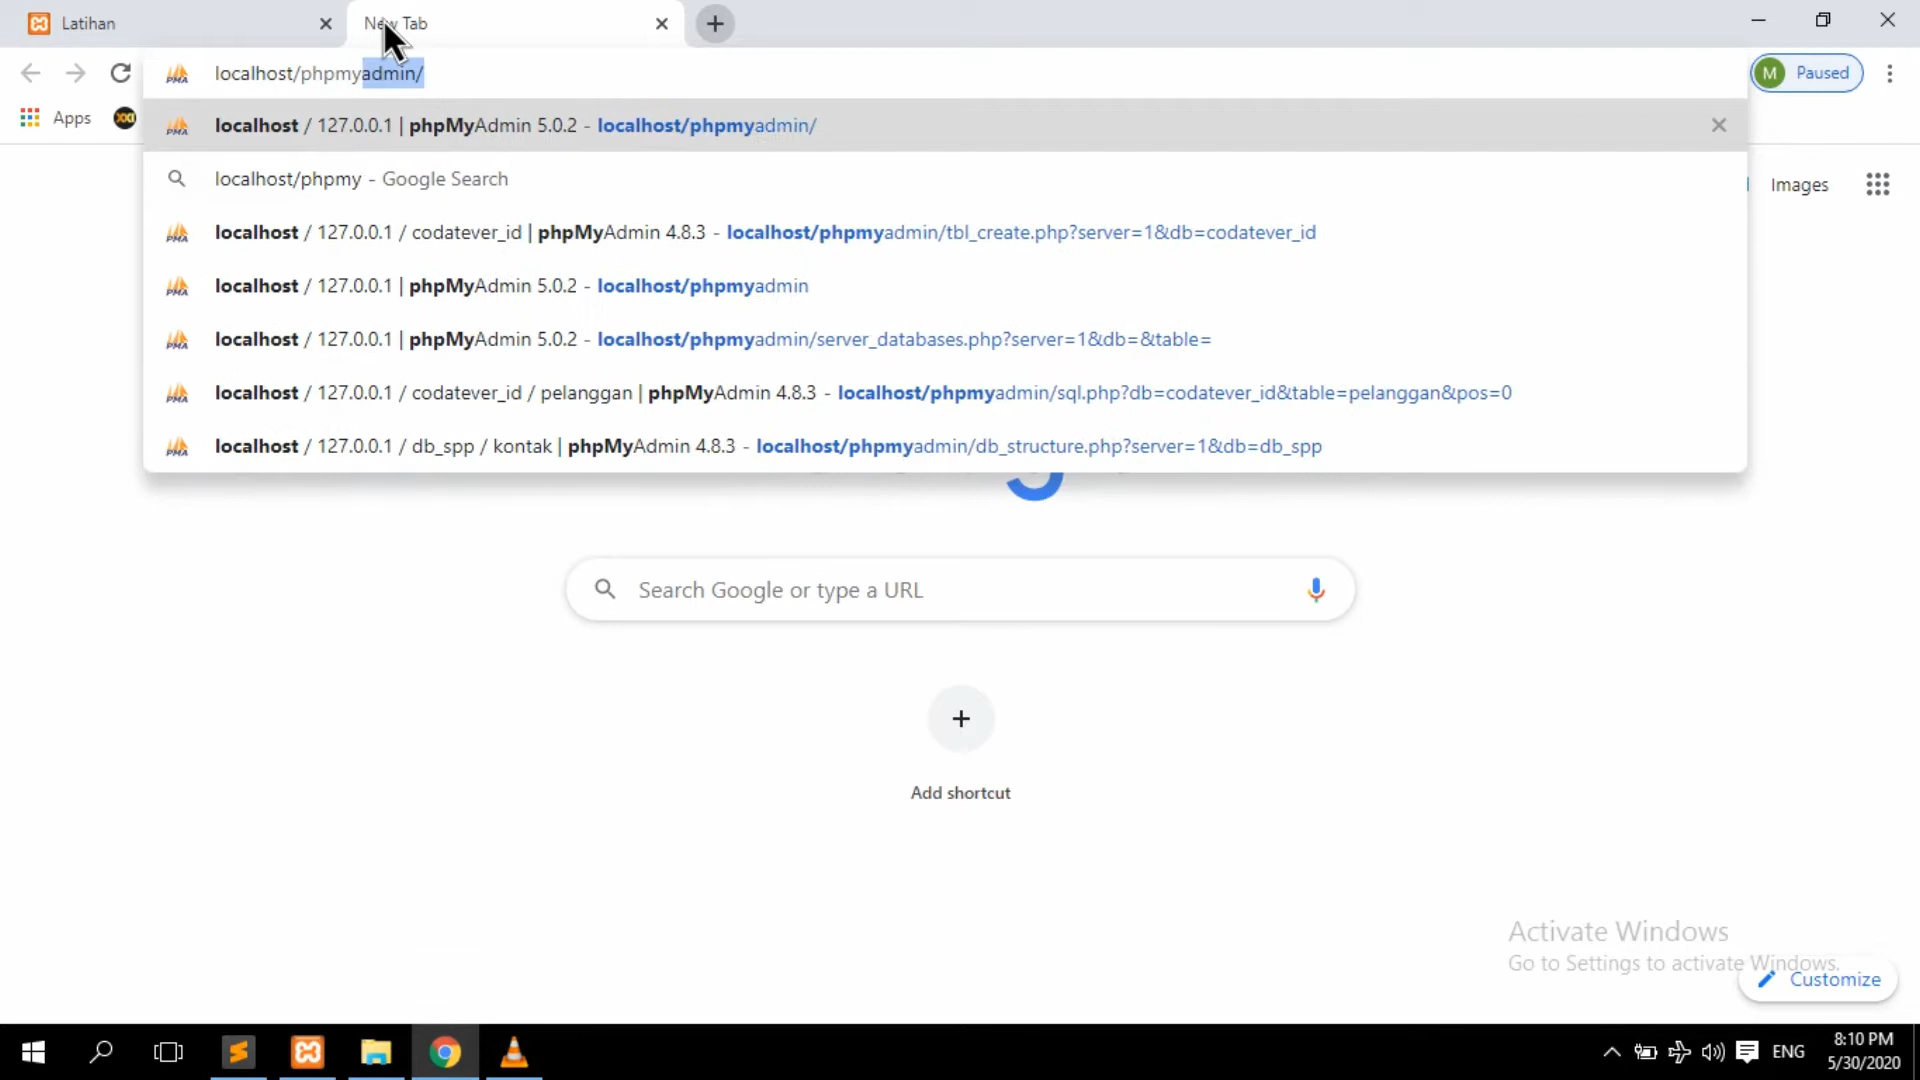 Latihan
New Tab
localhost/phpmyadmin/
M Paused
Apps
localhost / 127.0.0.1 | phpMyAdmin 5.0.2 - localhost/phpmyadmin/
localhost/phpmy - Google Search
Images
localhost / 127.0.0.1 / codatever_id | phpMyAdmin 4.8.3 - localhost/phpmyadmin/tbl_create.php?server=1&db=codatever_id
localhost / 127.0.0.1 | phpMyAdmin 5.0.2 - localhost/phpmyadmin
localhost / 127.0.0.1 | phpMyAdmin 5.0.2 - localhost/phpmyadmin/server_databases.php?server=1&db=&table=
localhost / 127.0.0.1 / codatever_id / pelanggan | phpMyAdmin 4.8.3 - localhost/phpmyadmin/sql.php?db=codatever_id&table=pelanggan&pos=0
localhost / 127.0.0.1 / db_spp / kontak | phpMyAdmin 4.8.3 - localhost/phpmyadmin/db_structure.php?server=1&db=db_spp
Search Google or type a URL
Add shortcut
Activate Windows
Go to Settings to activate Windows.
Customize
ENG
8:10 PM
5/30/2020